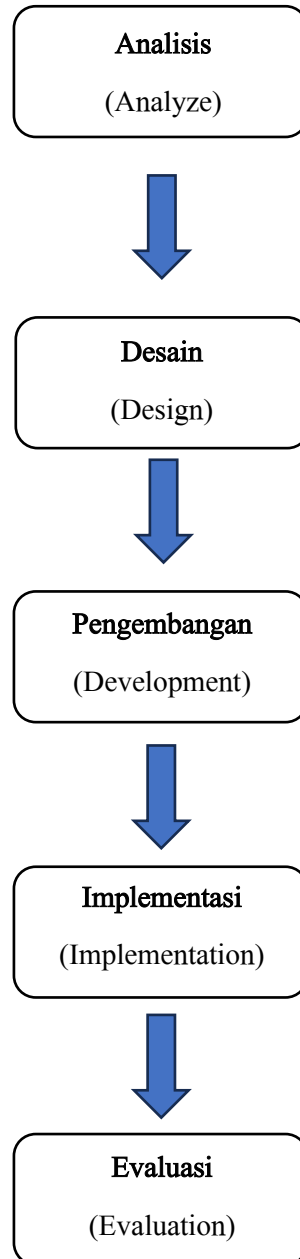 Analisis
(Analyze)
Desain
(Design)
Pengembangan
(Development)
Implementasi
(Implementation)
Evaluasi
(Evaluation)